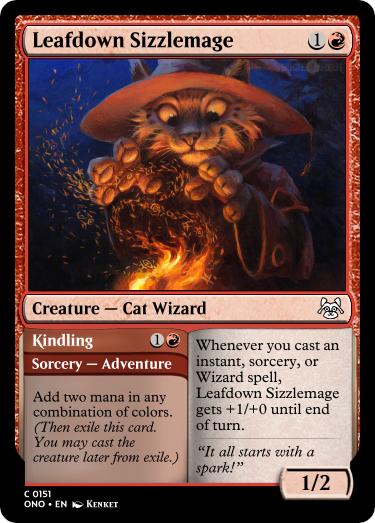 Leafdown Sizzlemage 1
Creature — Cat Wizard
Kindling 1
Sorcery — Adventure
Add two mana in any
combination of colors.
(Then exile this card.
You may cast the
creature later from exile.)
Whenever you cast an
instant, sorcery, or
Wizard spell,
Leafdown Sizzlemage
gets +1/+0 until end
of turn.
"It all starts with a
spark!"
1/2
C 0151
ONO • EN Kenket